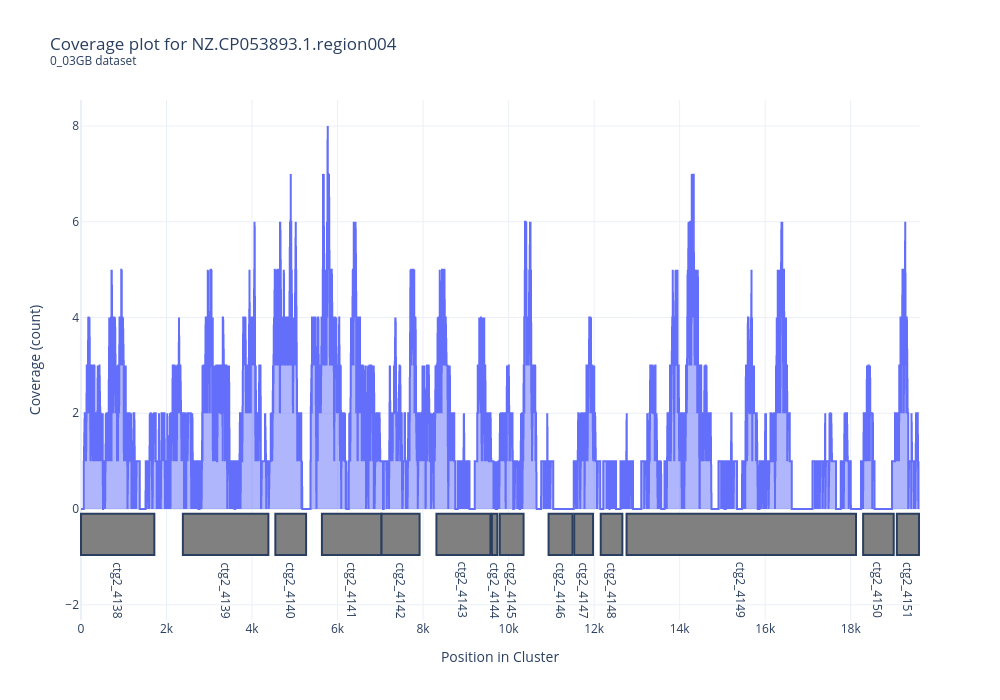 Coverage plot for NZ.CP053893.1.region004
0_03GB dataset
8
6
4
2
0
−2
Coverage (count)
ctg2_4138
ctg2_4139
ctg2_4140
ctg2_4141
ctg2_4142
ctg2_4143
ctg2_4144
ctg2_4145
ctg2_4146
ctg2_4147
ctg2_4148
ctg2_4149
ctg2_4150
ctg2_4151
0 2k 4k 6k 8k 10k 12k 14k 16k 18k
Position in Cluster